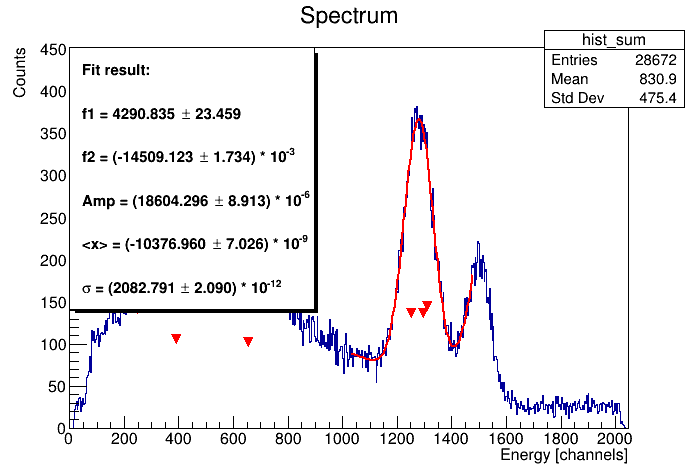 Spectrum
hist_sum
Entries 28672
Mean 830.9
Std Dev 475.4
Counts
450
400
350
300
250
200
150
100
50
0
Fit result:
f1 = 4290.835 ± 23.459
f2 = (-14509.123 ± 1.734) * 10^-3
Amp = (18604.296 ± 8.913) * 10^-6
<x> = (-10376.960 ± 7.026) * 10^-9
σ = (2082.791 ± 2.090) * 10^-12
0 200 400 600 800 1000 1200 1400 1600 1800 2000
Energy [channels]